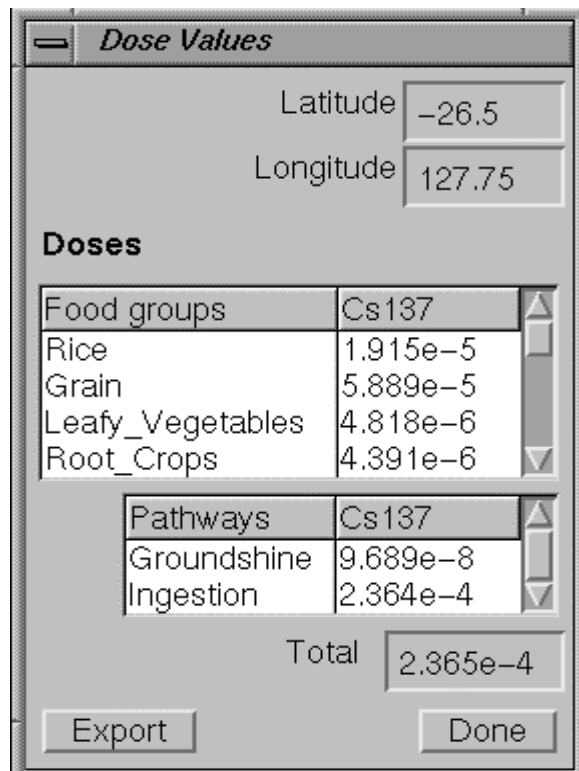 Dose Values
Latitude -26.5
Longitude 127.75
Doses
Food groups Cs137
Rice 1.915e-5
Grain 5.889e-5
Leafy_Vegetables 4.818e-6
Root_Crops 4.391e-6
Pathways Cs137
Groundshine 9.689e-8
Ingestion 2.364e-4
Total 2.365e-4
Export Done